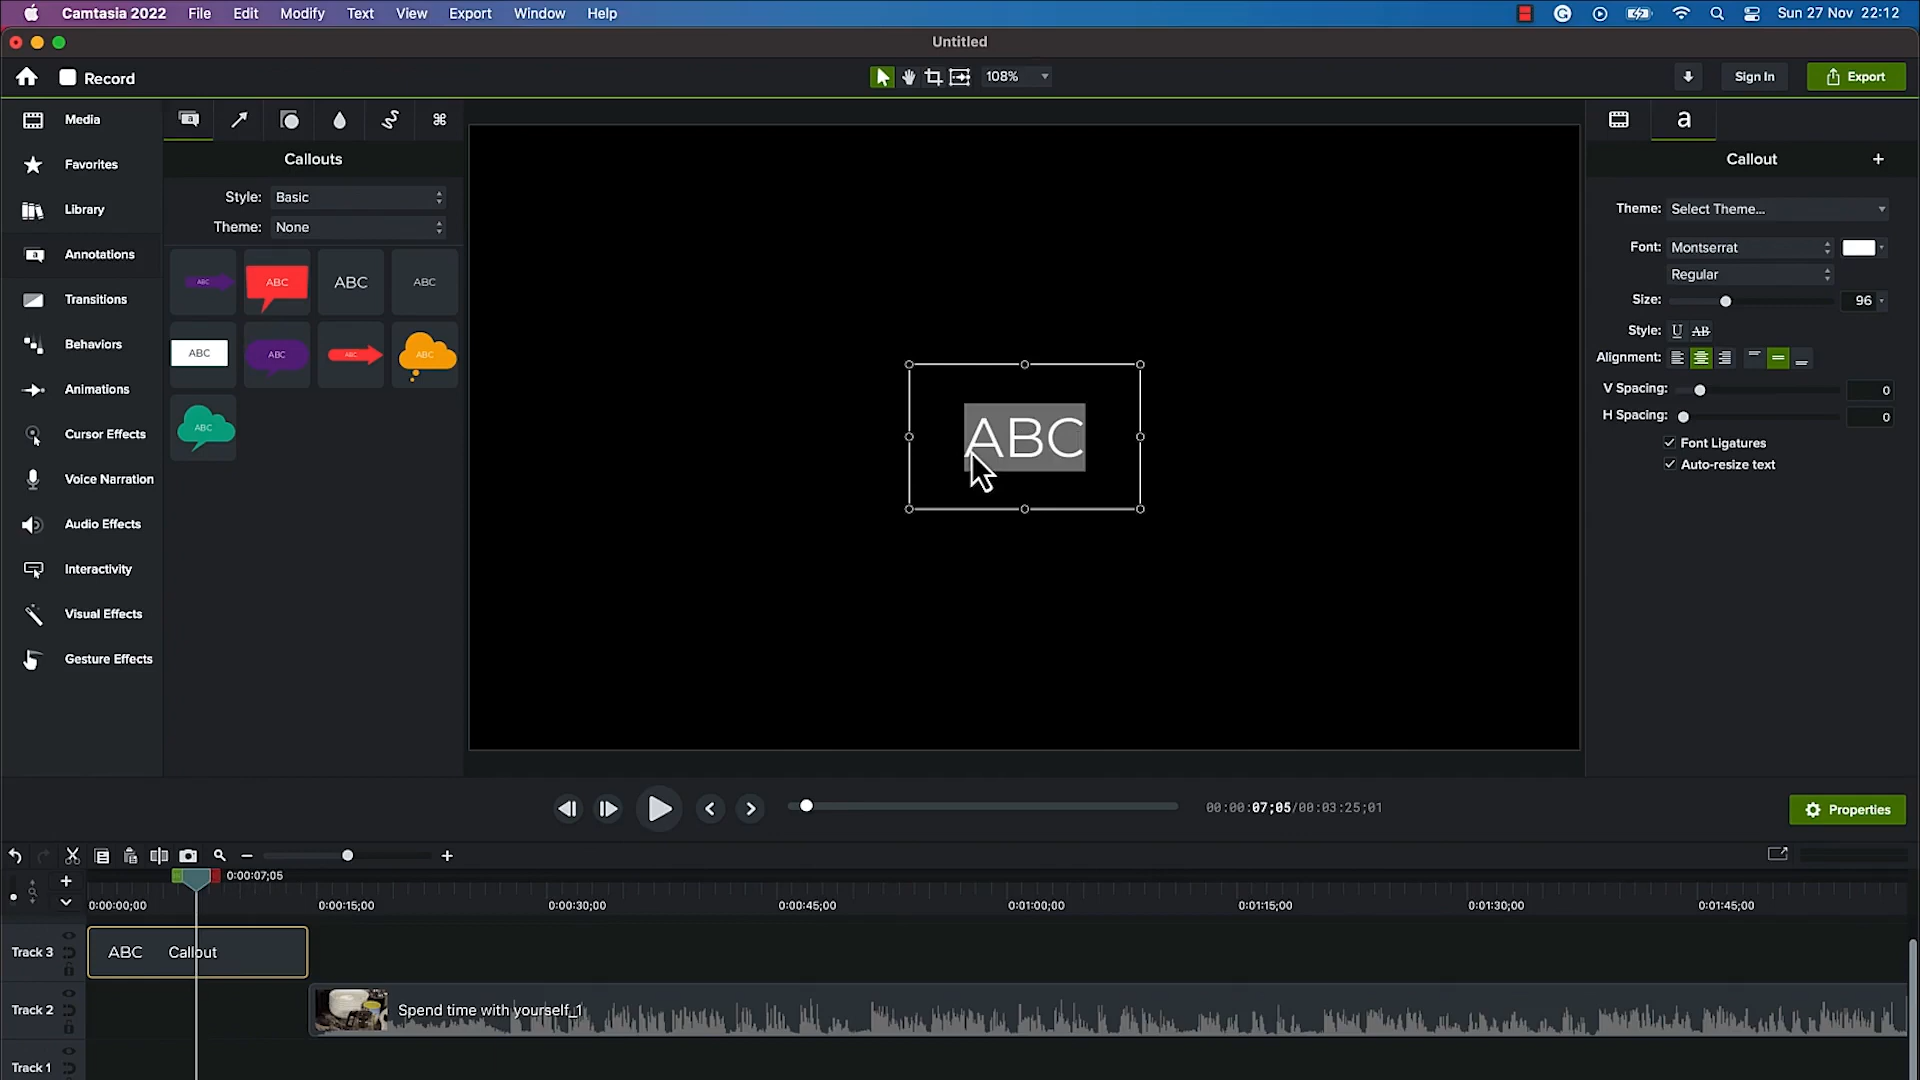 Camtasia 2022 File Edit Modify Text View Export Window Help Sun 27 Nov 22:12
Untitled
Record 108% Sign In Export
Media
Favorites
Library
Annotations
Transitions
Behaviors
Animations
Cursor Effects
Voice Narration
Audio Effects
Interactivity
Visual Effects
Gesture Effects
Callouts
Style: Basic
Theme: None
ABC ABC ABC ABC
ABC ABC ABC ABC
ABC
ABC
a
Callout +
Theme: Select Theme...
Font: Montserrat
Regular
Size: 96
Style: U AB
Alignment:
V Spacing: 0
H Spacing: 0
Font Ligatures
Auto-resize text
00:00:07;05/00:03:25;01
Properties
0:00:07;05
0:00:00;00 0:00:15;00 0:00:30;00 0:00:45;00 0:01:00;00 0:01:15;00 0:01:30;00 0:01:45;00
Track 3 ABC Callout
Track 2 Spend time with yourself_1
Track 1